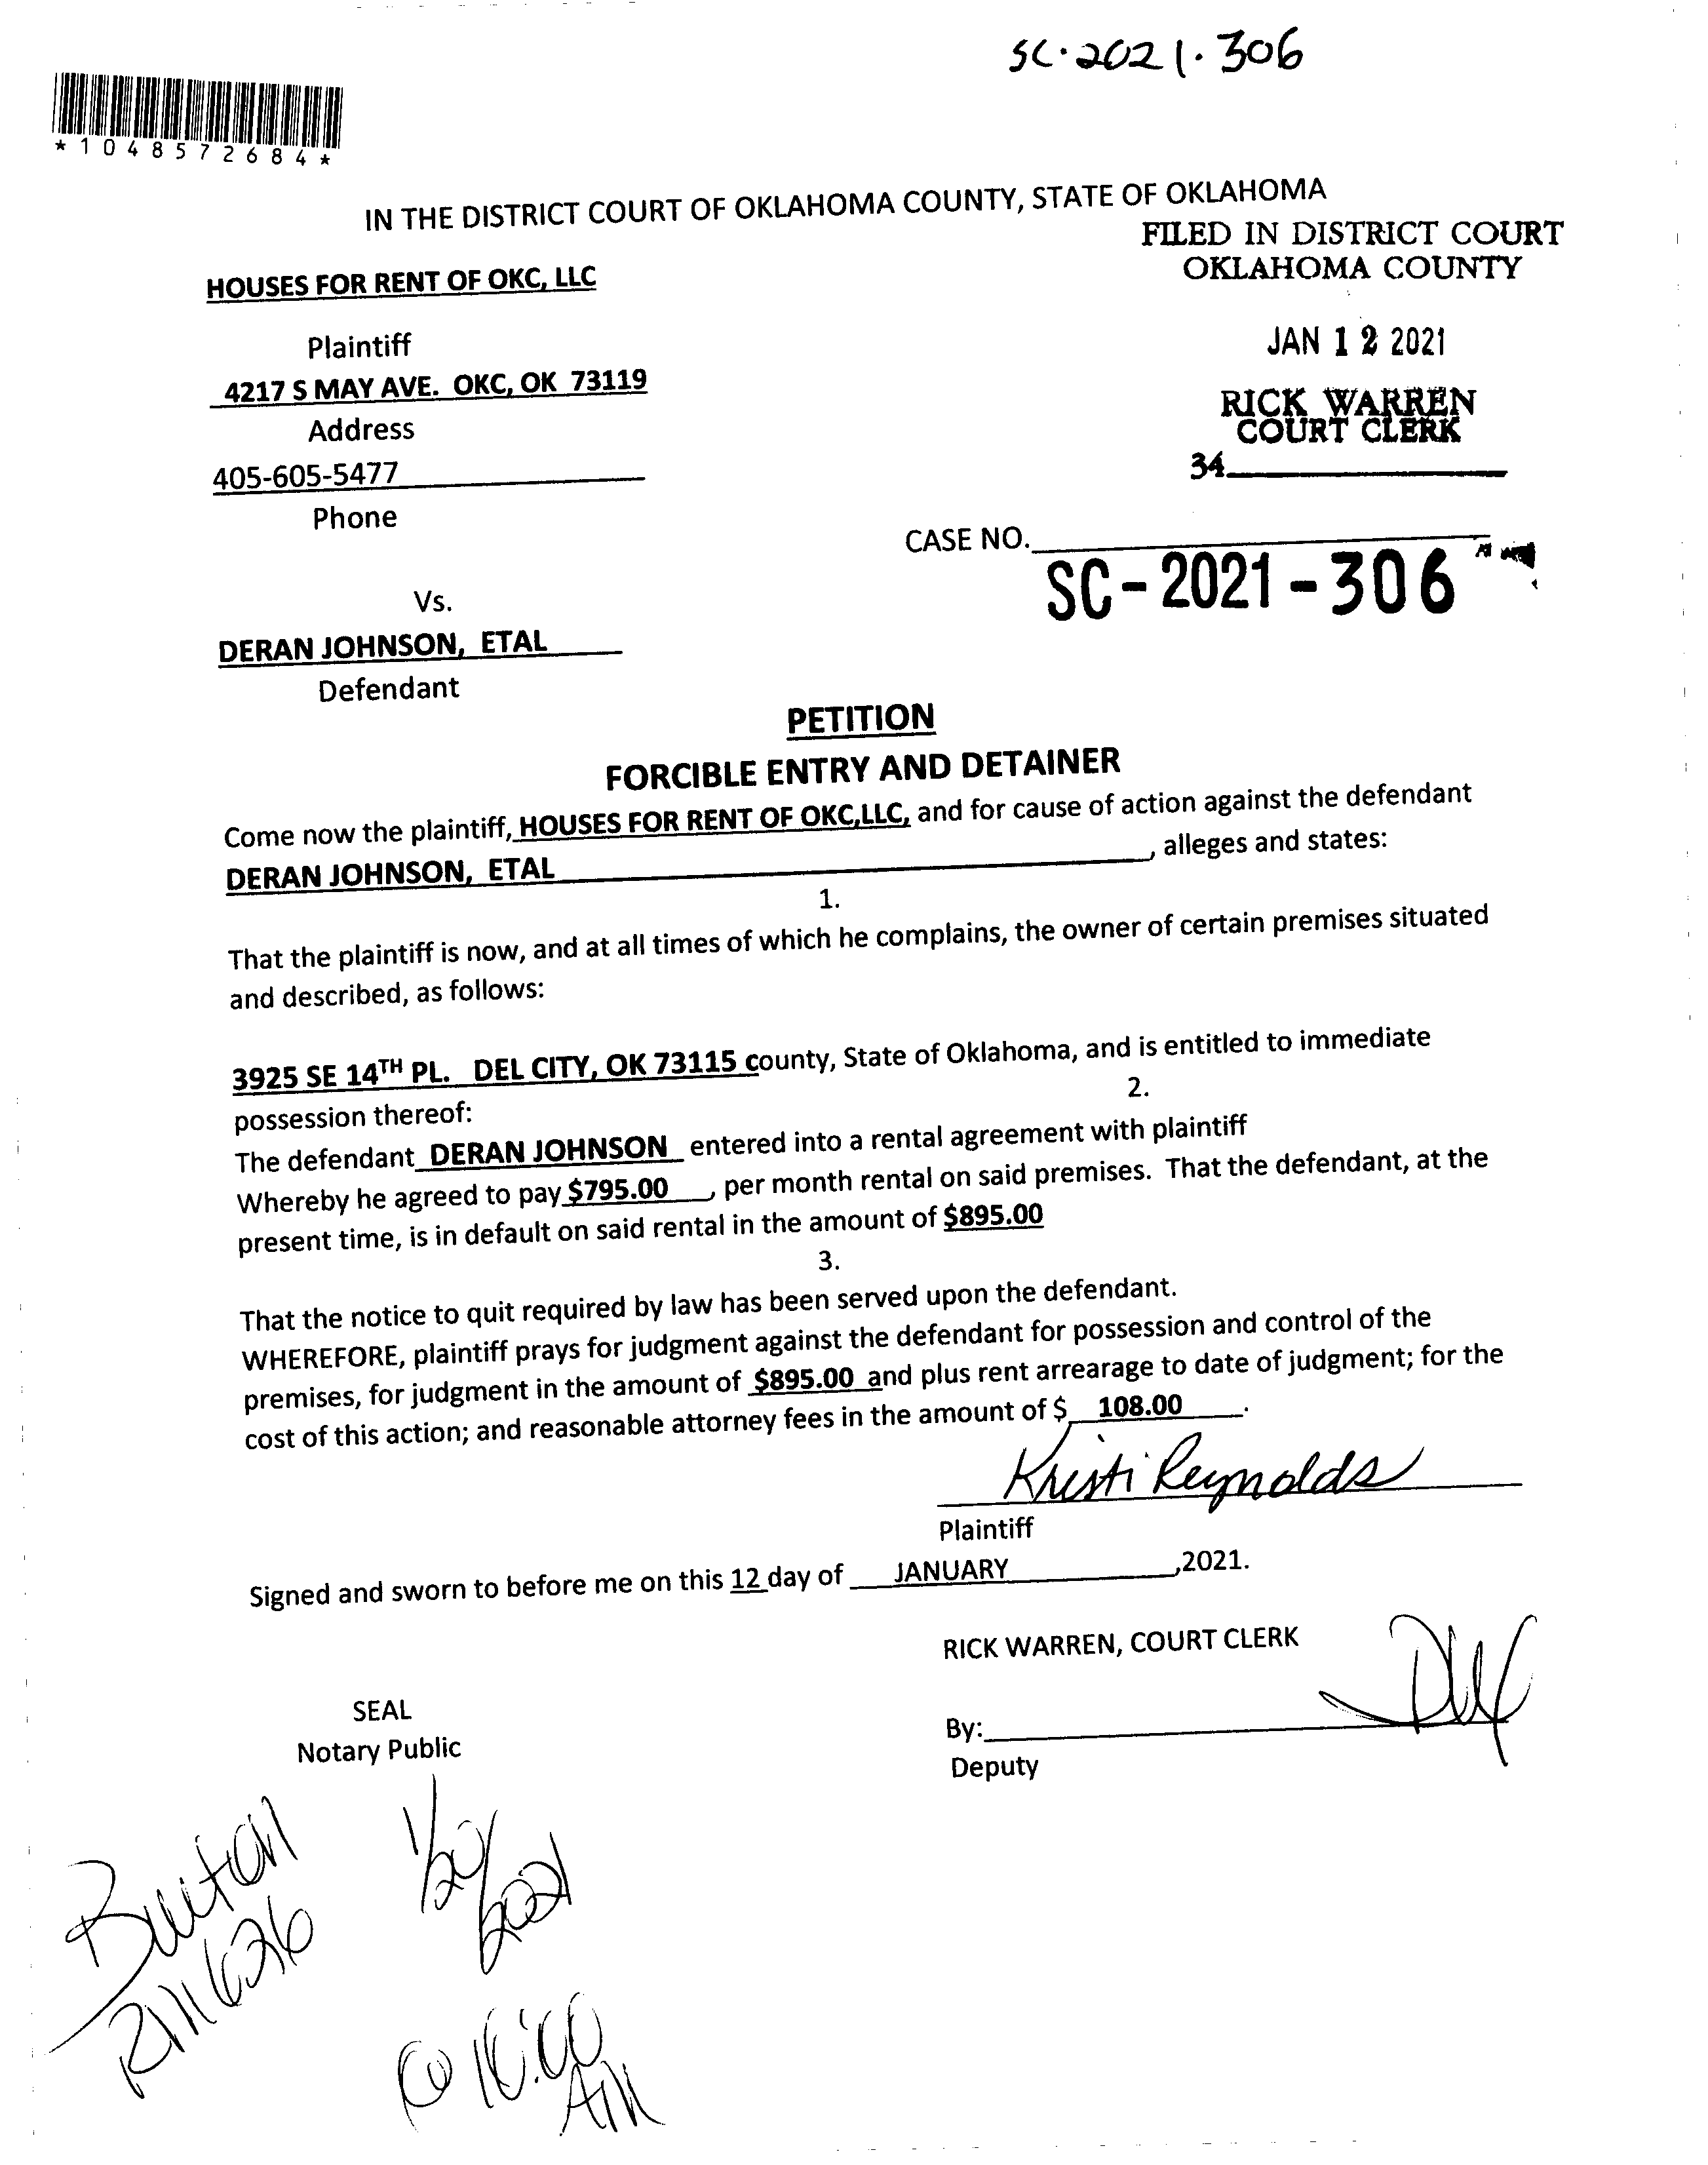 SC·2021·306
*1048572684*
IN THE DISTRICT COURT OF OKLAHOMA COUNTY, STATE OF OKLAHOMA
FILED IN DISTRICT COURT
OKLAHOMA COUNTY
HOUSES FOR RENT OF OKC, LLC
Plaintiff
JAN 12 2021
4217 S MAY AVE. OKC, OK 73119
Address
RICK WARREN
COURT CLERK
405-605-5477
34
Phone
CASE NO.
SC-2021-306
Vs.
DERAN JOHNSON, ETAL
Defendant
PETITION
FORCIBLE ENTRY AND DETAINER
Come now the plaintiff, HOUSES FOR RENT OF OKC,LLC, and for cause of action against the defendant
DERAN JOHNSON, ETAL, alleges and states:
1.
That the plaintiff is now, and at all times of which he complains, the owner of certain premises situated
and described, as follows:
3925 SE 14TH PL. DEL CITY, OK 73115 county, State of Oklahoma, and is entitled to immediate
possession thereof:
2.
The defendant DERAN JOHNSON entered into a rental agreement with plaintiff
Whereby he agreed to pay $795.00, per month rental on said premises. That the defendant, at the
present time, is in default on said rental in the amount of $895.00
3.
That the notice to quit required by law has been served upon the defendant.
WHEREFORE, plaintiff prays for judgment against the defendant for possession and control of the
premises, for judgment in the amount of $895.00 and plus rent arrearage to date of judgment; for the
cost of this action; and reasonable attorney fees in the amount of $ 108.00.
Kristi Reynolds
Plaintiff
Signed and sworn to before me on this 12 day of JANUARY,2021.
RICK WARREN, COURT CLERK
SEAL
By:
Notary Public
Deputy
1/20/2021
RM 626
@ 10:00
AM